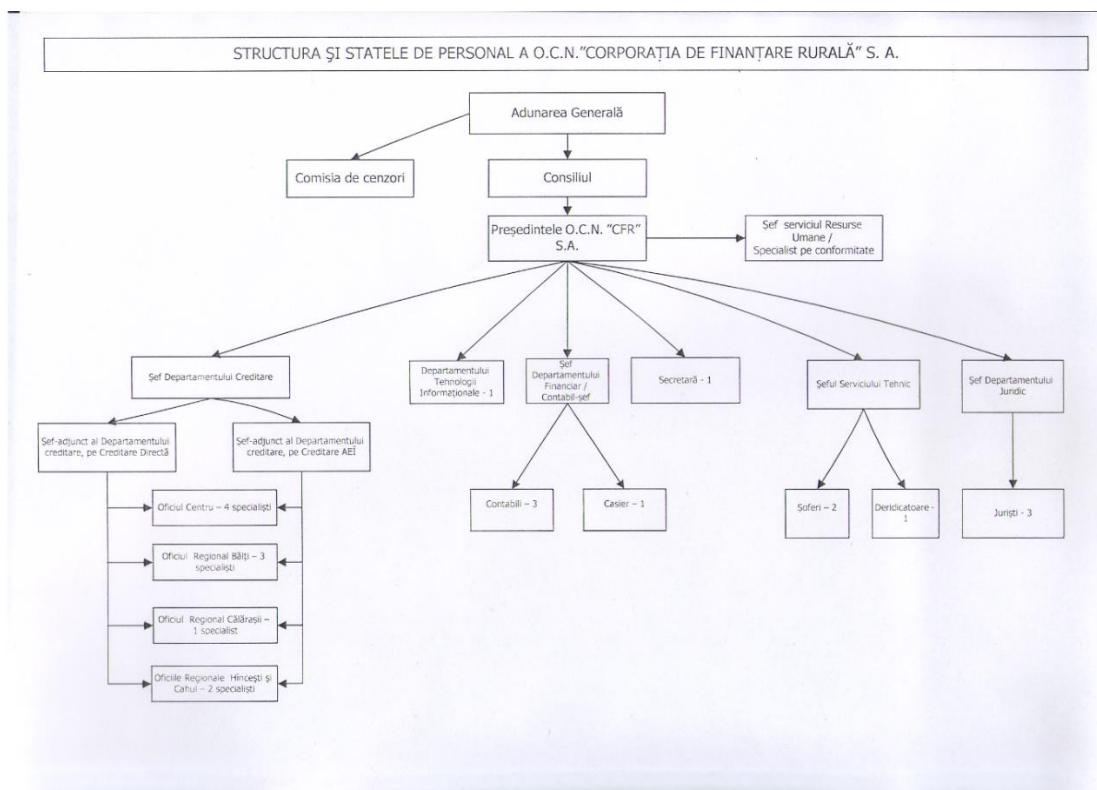 STRUCTURA ŞI STATELE DE PERSONAL A O.C.N."CORPORAŢIA DE FINANŢARE RURALĂ" S. A.
Adunarea Generală
Comisia de cenzori
Consiliul
Preşedintele O.C.N. "CFR"
S.A.
Şef serviciul Resurse
Umane /
Specialist pe conformitate
Şef Departamentului Creditare
Departamentului
Tehnologii
Informaţionale - 1
Şef
Departamentului
Financiar /
Contabil-şef
Secretară - 1
Şeful Serviciului Tehnic
Şef Departamentului
Juridic
Şef-adjunct al Departamentului
creditare, pe Creditare Directă
Şef-adjunct al Departamentului
creditare, pe Creditare AEÎ
Contabili – 3
Casier – 1
Şoferi – 2
Deridicatoare -
1
Jurişti - 3
Oficiul Centru – 4 specialişti
Oficiul Regional Bălţi – 3
specialişti
Oficiul Regional Călăraşii –
1 specialist
Oficiile Regionale Hînceşti şi
Cahul – 2 specialişti